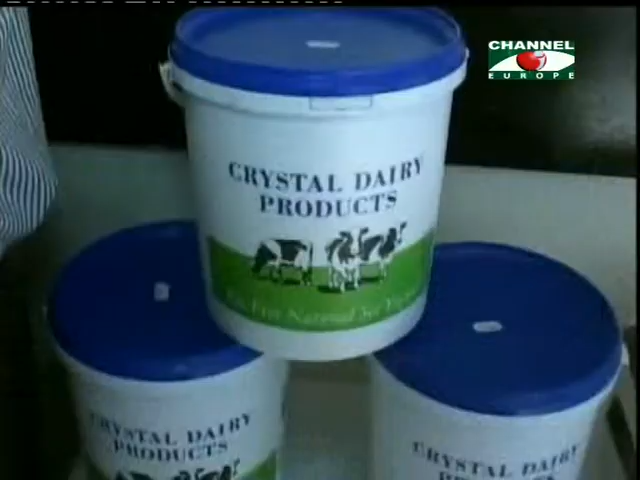 CHANNEL
EUROPE
CRYSTAL DAIRY
PRODUCTS
CRYSTAL DAIRY
PRODUCTS
CRYSTAL DAIRY
PRODUCTS